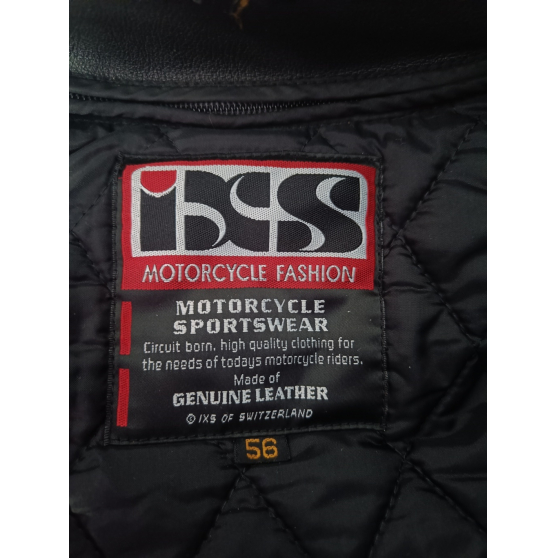 iXS
MOTORCYCLE FASHION
MOTORCYCLE
SPORTSWEAR
Circuit born, high quality clothing for
the needs of todays motorcycle riders.
Made of
GENUINE LEATHER
© IXS OF SWITZERLAND
56